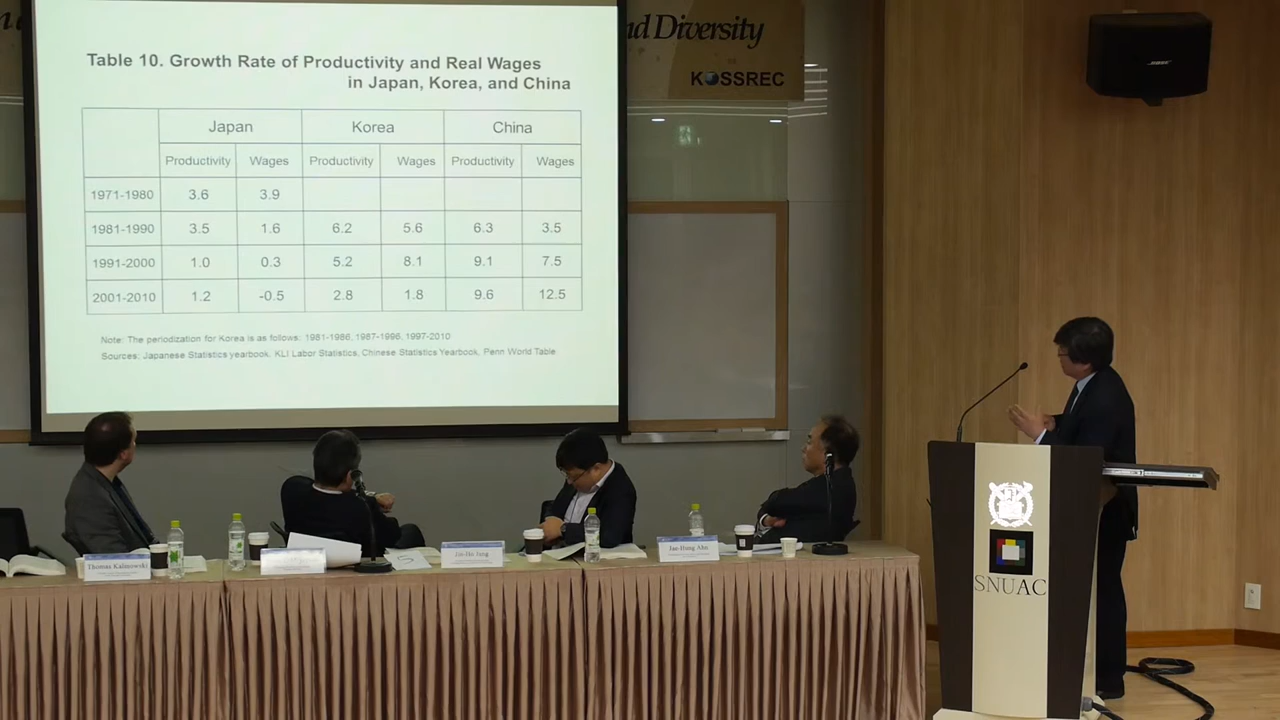 nd Diversity
KOSSREC
BOSE
Table 10. Growth Rate of Productivity and Real Wages
in Japan, Korea, and China
Japan Korea China
Productivity Wages Productivity Wages Productivity Wages
1971-1980 3.6 3.9
1981-1990 3.5 1.6 6.2 5.6 6.3 3.5
1991-2000 1.0 0.3 5.2 8.1 9.1 7.5
2001-2010 1.2 -0.5 2.8 1.8 9.6 12.5
Note: The periodization for Korea is as follows: 1981-1986, 1987-1996, 1997-2010
Sources: Japanese Statistics yearbook, KLI Labor Statistics, Chinese Statistics Yearbook, Penn World Table
Thomas Kalinowski
SNUAC